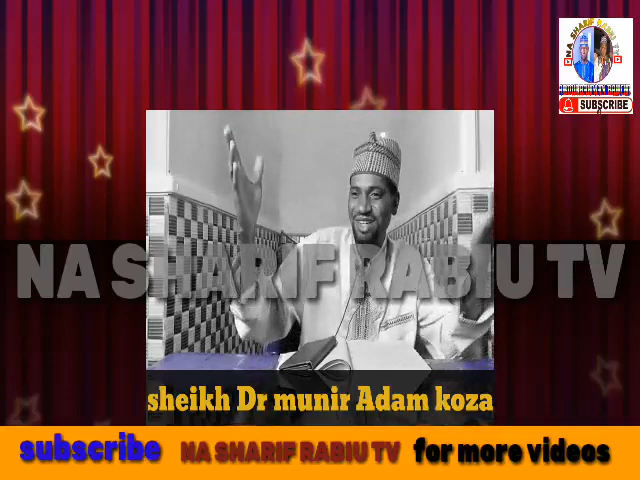 NA SHARIF RABIU TV
SUBSCRIBE
NA SHARIF RABIU TV
sheikh Dr munir Adam koza
subscribe NA SHARIF RABIU TV for more videos